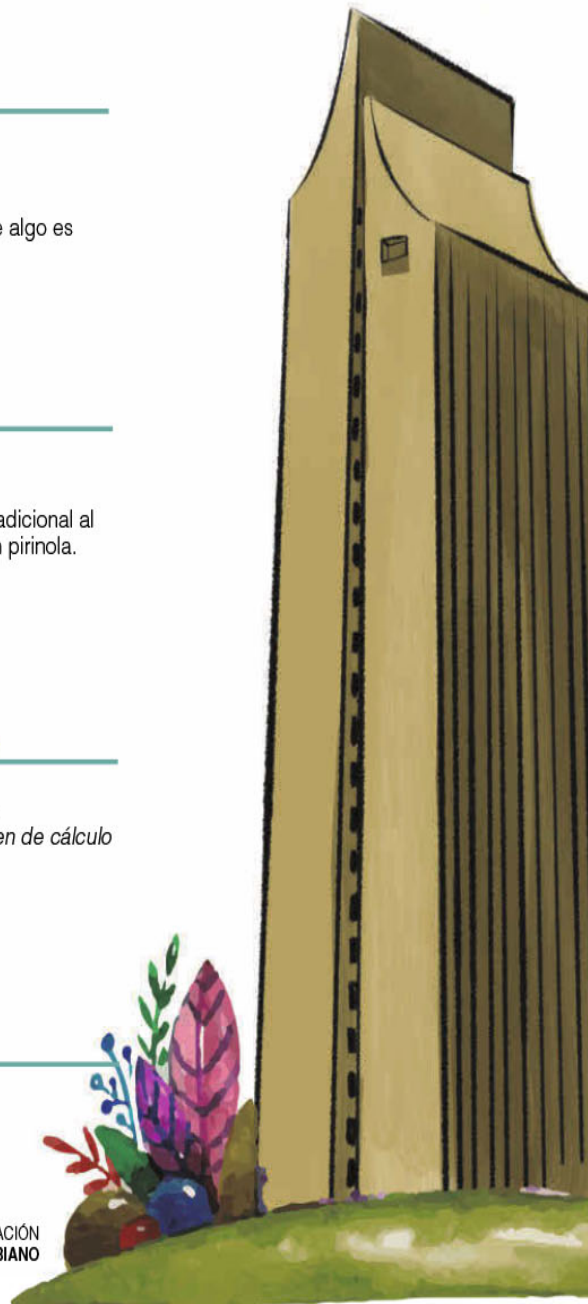 algo es
adicional al
pirinola.
en de cálculo
ACIÓN
BIANO